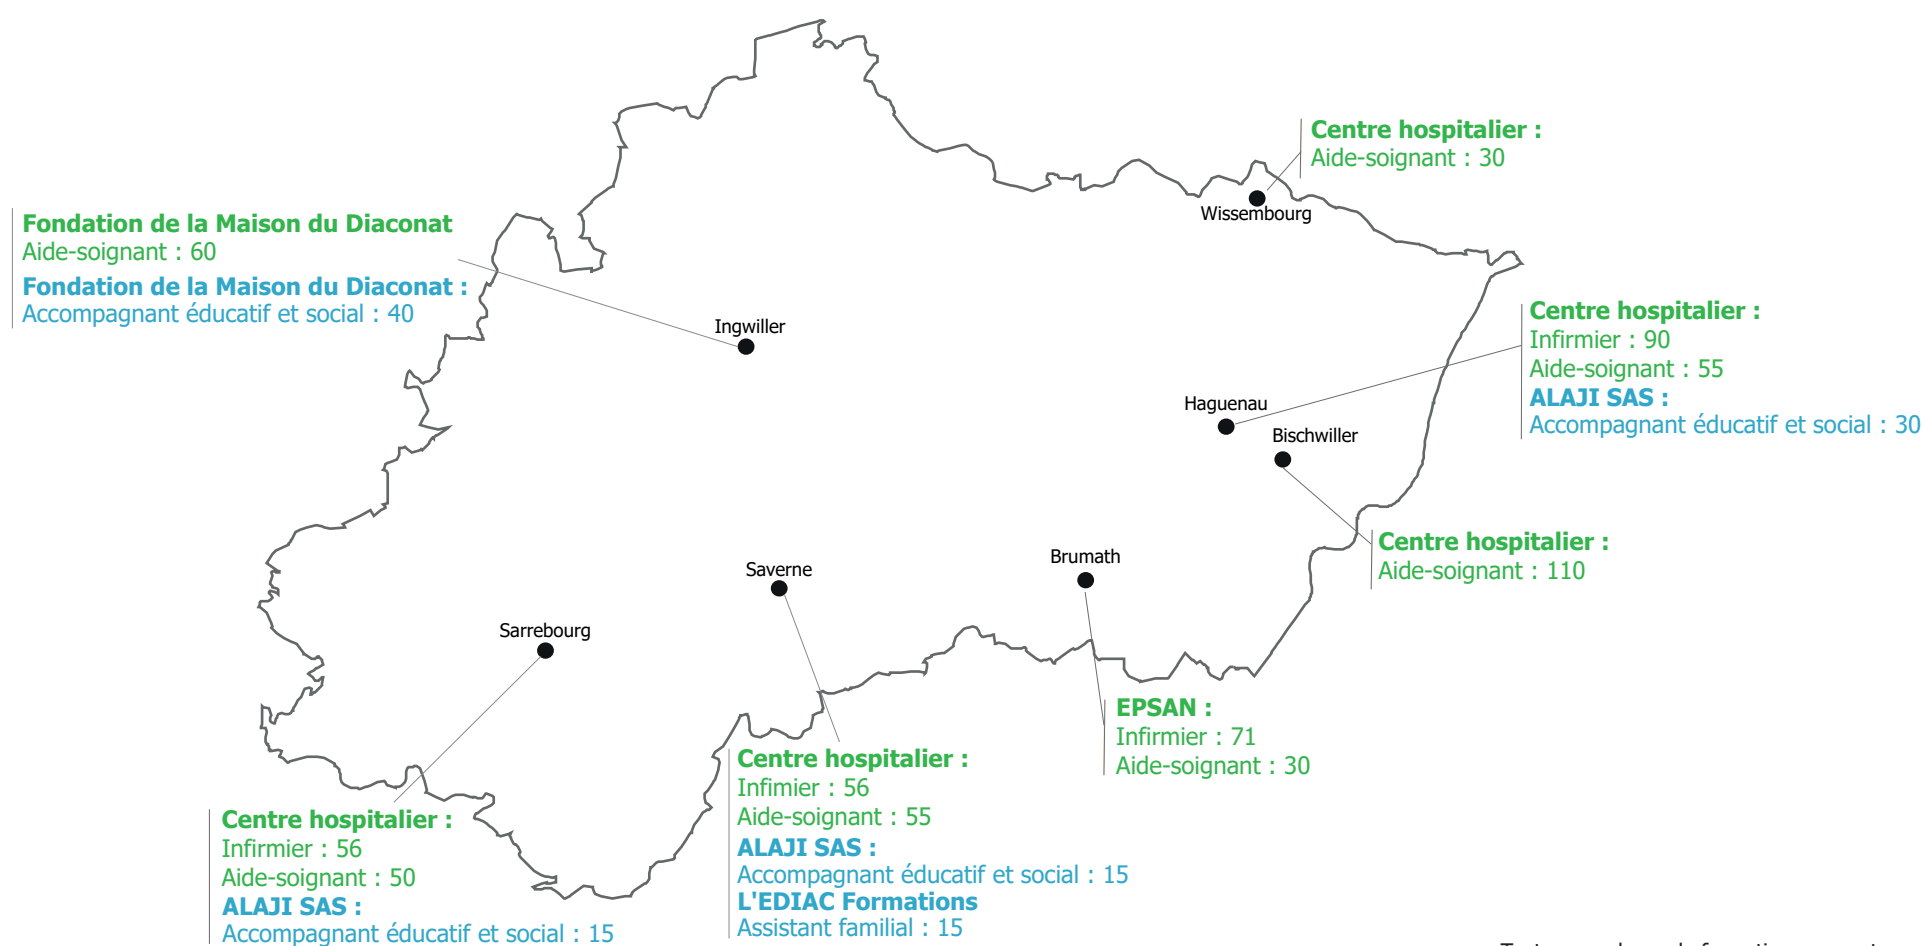 Centre hospitalier :
Aide-soignant : 30
Wissembourg
Fondation de la Maison du Diaconat
Aide-soignant : 60
Fondation de la Maison du Diaconat :
Accompagnant éducatif et social : 40
Ingwiller
Centre hospitalier :
Infirmier : 90
Aide-soignant : 55
ALAJI SAS :
Accompagnant éducatif et social : 30
Haguenau
Bischwiller
Centre hospitalier :
Aide-soignant : 110
Brumath
Saverne
Sarrebourg
EPSAN :
Infirmier : 71
Aide-soignant : 30
Centre hospitalier :
Infimier : 56
Aide-soignant : 55
ALAJI SAS :
Accompagnant éducatif et social : 15
L'EDIAC Formations
Assistant familial : 15
Centre hospitalier :
Infirmier : 56
Aide-soignant : 50
ALAJI SAS :
Accompagnant éducatif et social : 15